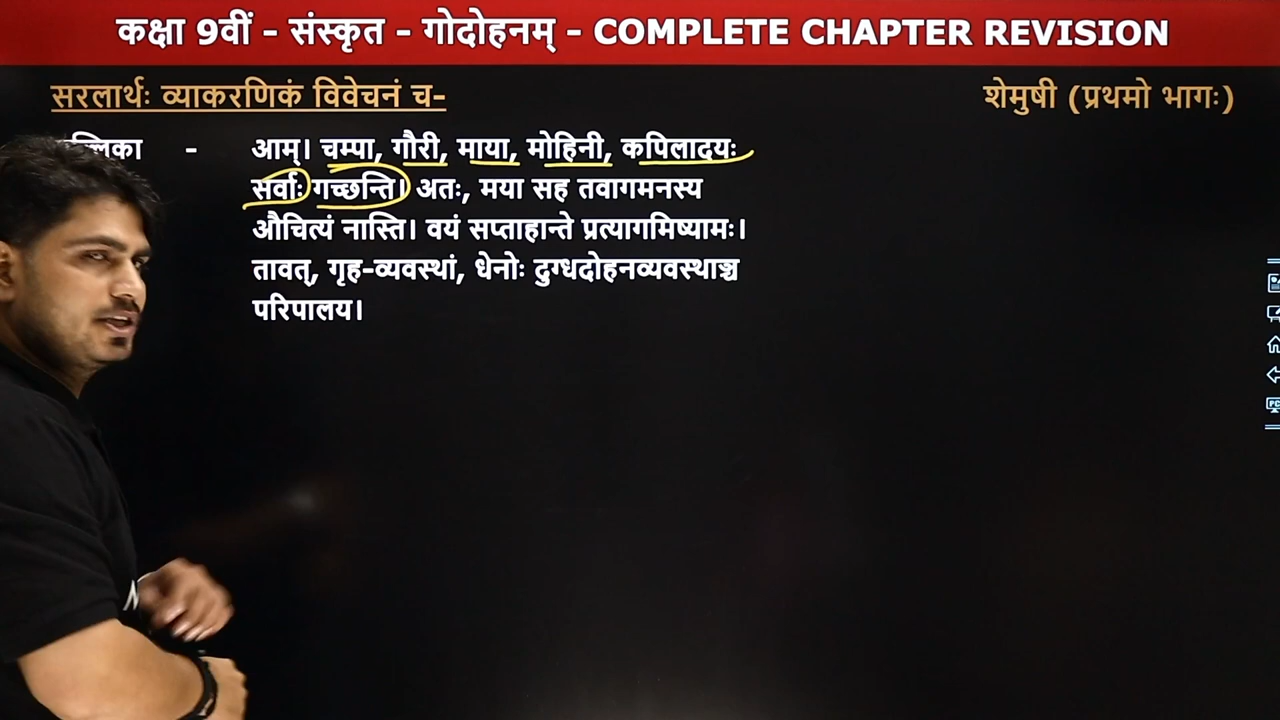 कक्षा 9वीं - संस्कृत - गोदोहनम् - COMPLETE CHAPTER REVISION
सरलार्थः व्याकरणिकं विवेचनं च-
शेमुषी (प्रथमो भागः)
- आम्। चम्पा, गौरी, माया, मोहिनी, कपिलादयः
सर्वाः गच्छन्ति। अतः, मया सह तवागमनस्य
औचित्यं नास्ति। वयं सप्ताहान्ते प्रत्यागमिष्यामः।
तावत्, गृह-व्यवस्थां, धेनोः दुग्धदोहनव्यवस्थाञ्च
परिपालय।